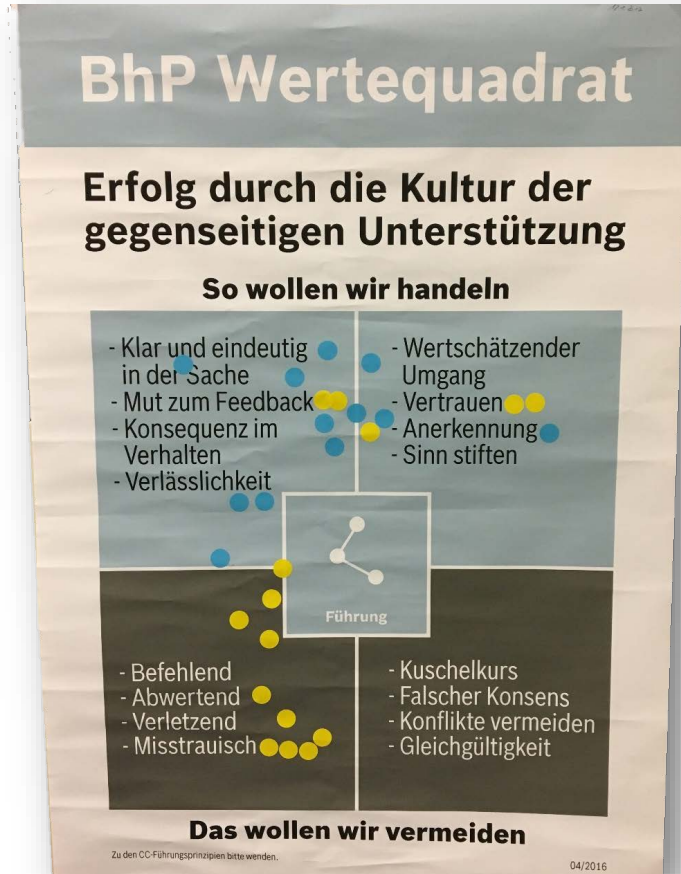 BhP Wertequadrat
Erfolg durch die Kultur der
gegenseitigen Unterstützung
So wollen wir handeln
- Klar und eindeutig
in der Sache
- Mut zum Feedback
- Konsequenz im
Verhalten
- Verlässlichkeit
- Wertschätzender
Umgang
- Vertrauen
- Anerkennung
- Sinn stiften
Führung
- Befehlend
- Abwertend
- Verletzend
- Misstrauisch
- Kuschelkurs
- Falscher Konsens
- Konflikte vermeiden
- Gleichgültigkeit
Das wollen wir vermeiden
Zu den CC-Führungsprinzipien bitte wenden.
04/2016